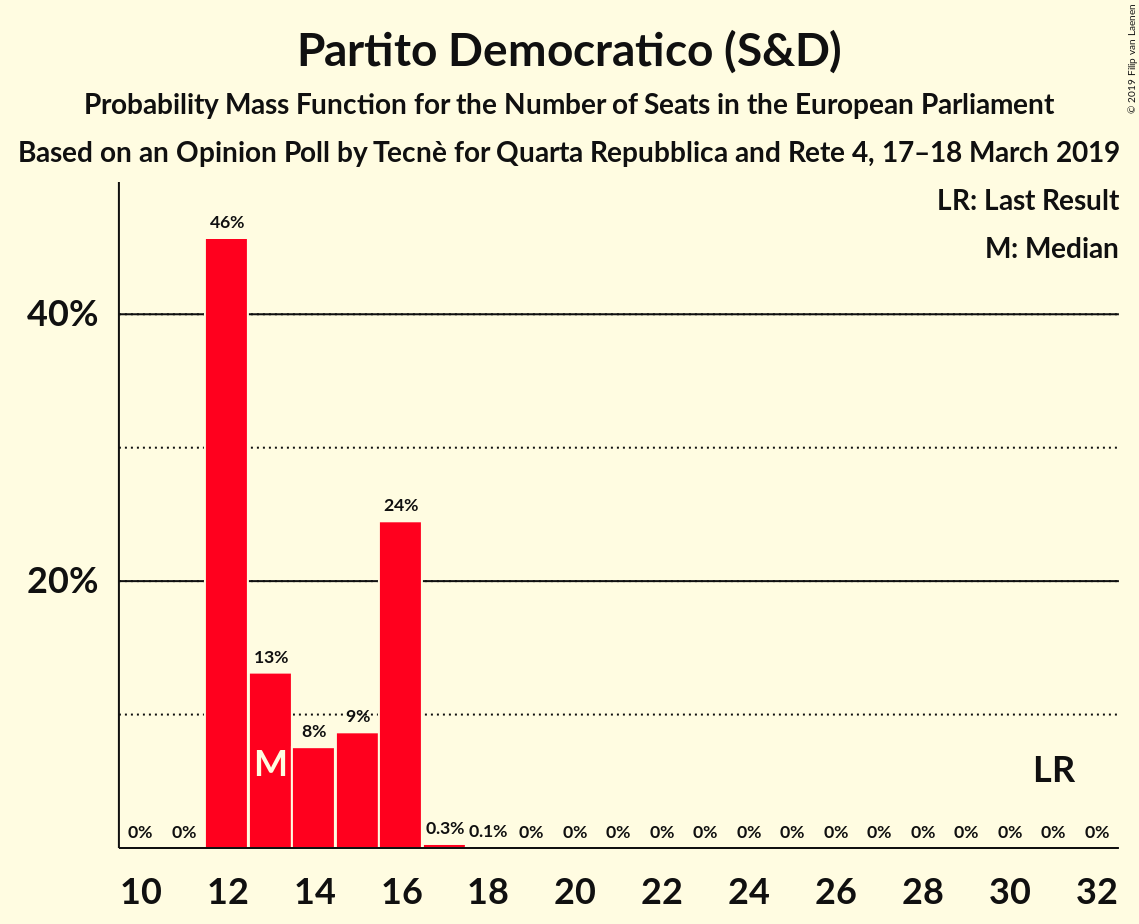 Partito Democratico (S&D)
Probability Mass Function for the Number of Seats in the European Parliament
Based on an Opinion Poll by Tecnè for Quarta Repubblica and Rete 4, 17–18 March 2019
© 2019 Filip van Laenen
LR: Last Result
M: Median
46%
40%
24%
20%
13%
9%
8%
M
LR
0% 0% 0.3% 0.1% 0% 0% 0% 0% 0% 0% 0% 0% 0% 0% 0% 0% 0% 0%
10 12 14 16 18 20 22 24 26 28 30 32